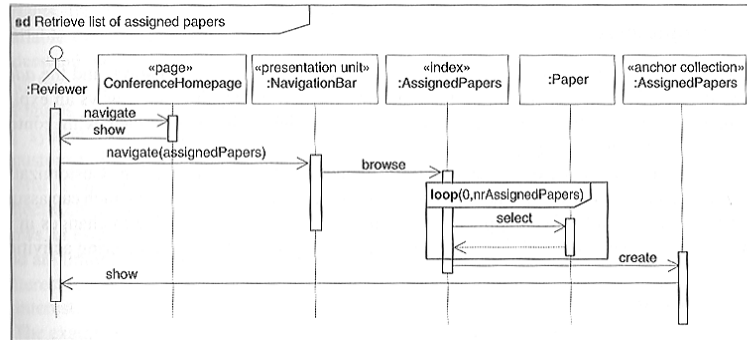 sd Retrieve list of assigned papers
:Reviewer
«page»
ConferenceHomepage
«presentation unit»
:NavigationBar
«index»
:AssignedPapers
:Paper
«anchor collection»
:AssignedPapers
navigate
show
navigate(assignedPapers)
browse
loop(0,nrAssignedPapers)
select
create
show